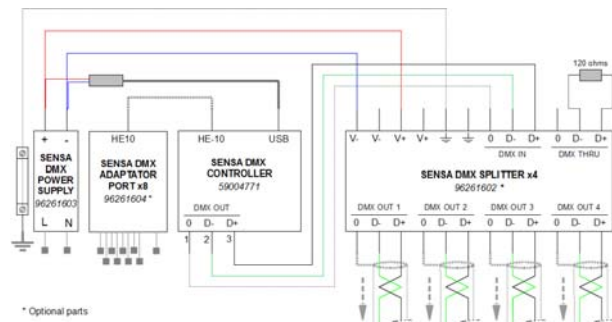 120 ohms
+ -
SENSA
DMX
POWER
SUPPLY
96261603
L N
HE10
SENSA DMX
ADAPTATOR
PORT x8
96261604 *
HE-10 USB
SENSA DMX
CONTROLLER
59004771
DMX OUT
0 D- D+
1 2 3
V- V- V+ V+ 0 D- D+ 0 D- D+
DMX IN DMX THRU
SENSA DMX SPLITTER x4
96261602 *
DMX OUT 1 DMX OUT 2 DMX OUT 3 DMX OUT 4
0 D- D+ 0 D- D+ 0 D- D+ 0 D- D+
* Optional parts